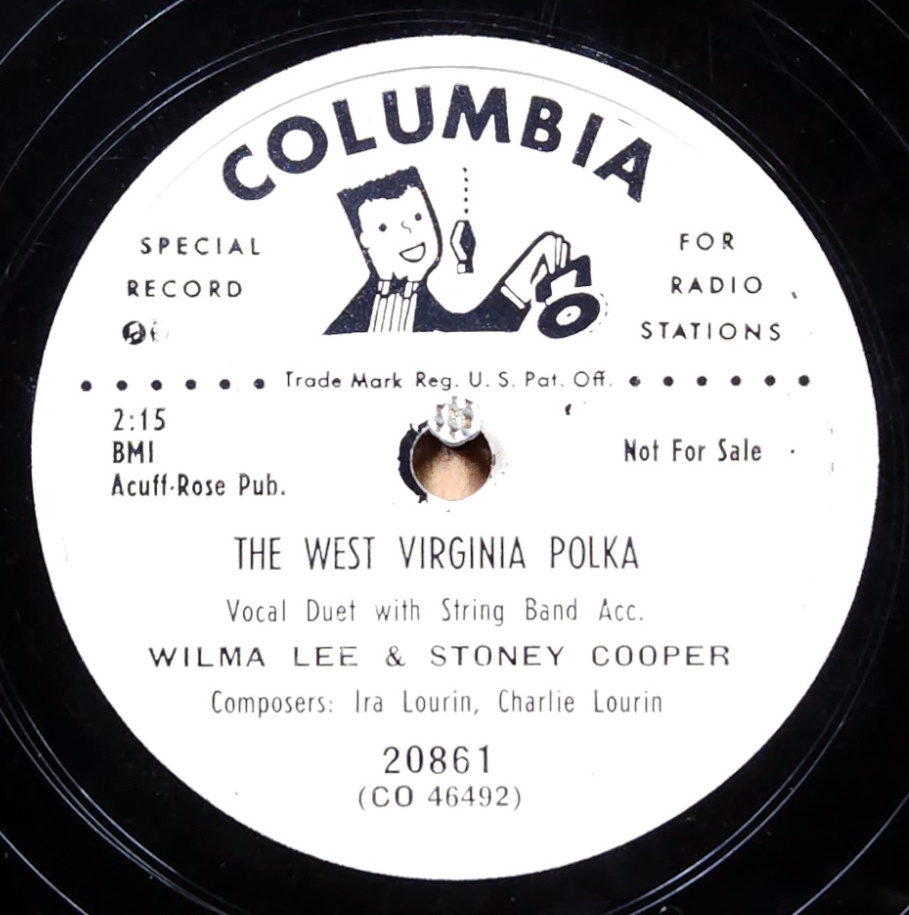 COLUMBIA
SPECIAL
RECORD
FOR
RADIO
STATIONS
Trade Mark Reg. U. S. Pat. Off.
2:15
BMI
Acuff-Rose Pub.
Not For Sale
THE WEST VIRGINIA POLKA
Vocal Duet with String Band Acc.
WILMA LEE & STONEY COOPER
Composers: Ira Lourin, Charlie Lourin
20861
(CO 46492)